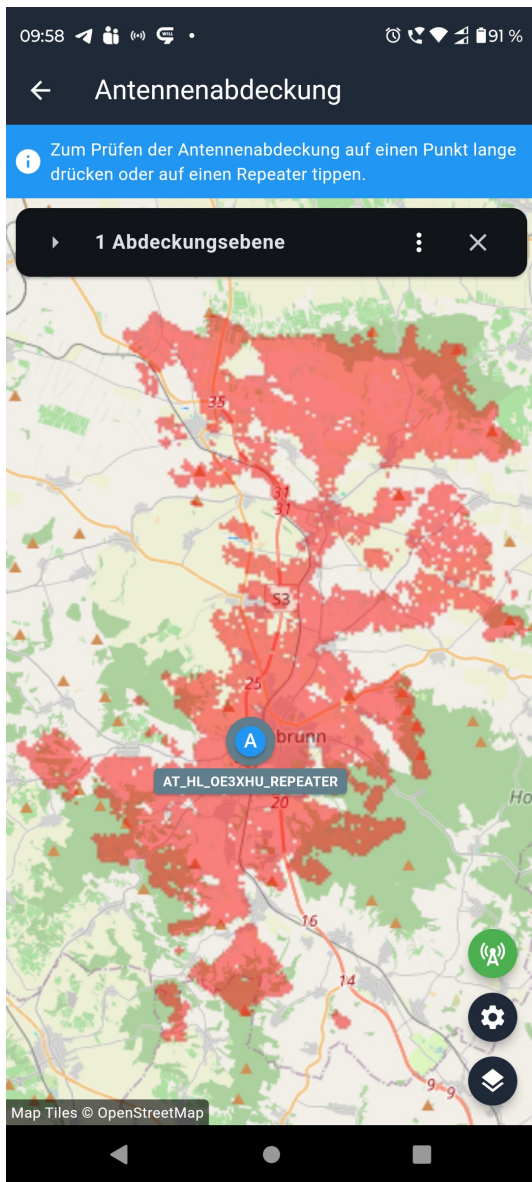 09:58
91 %
Antennenabdeckung
Zum Prüfen der Antennenabdeckung auf einen Punkt lange
drücken oder auf einen Repeater tippen.
1 Abdeckungsebene
35
31
31
S3
25
A
brunn
AT_HL_OE3XHU_REPEATER
Ho
20
16
14
9
9
Map Tiles © OpenStreetMap